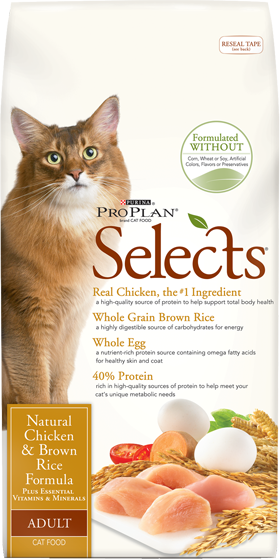 RESEAL TAPE
(see back)
Formulated
WITHOUT
Corn, Wheat or Soy, Artificial
Colors, Flavors or Preservatives
PURINA
PROPLAN®
brand CAT FOOD
Selects®
Real Chicken, the #1 Ingredient
a high-quality source of protein to help support total body health
Whole Grain Brown Rice
a highly digestible source of carbohydrates for energy
Whole Egg
a nutrient-rich protein source containing omega fatty acids
for healthy skin and coat
40% Protein
rich in high-quality sources of protein to help meet your
cat's unique metabolic needs
Natural
Chicken
& Brown
Rice
Formula
PLUS ESSENTIAL
VITAMINS & MINERALS
ADULT
CAT FOOD